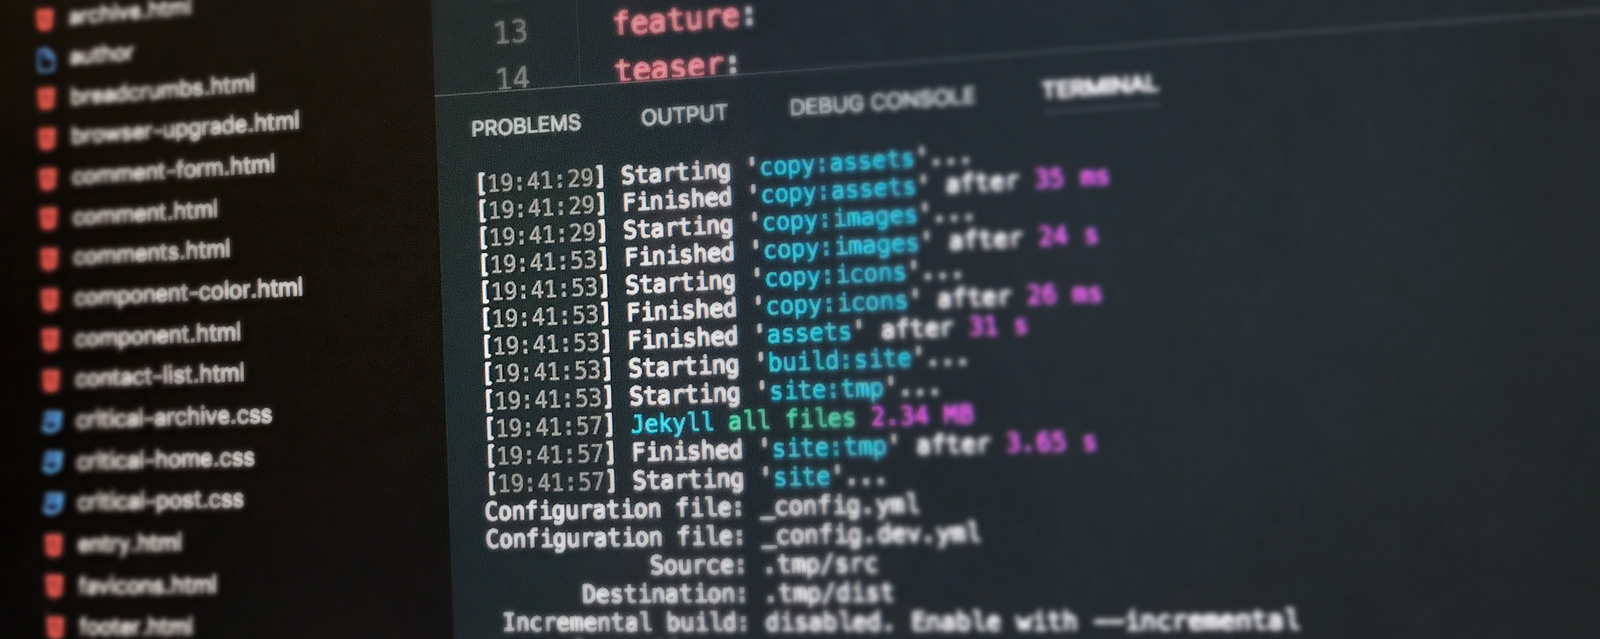 archive.html
author
breadcrumbs.html
browser-upgrade.html
comment-form.html
comment.html
comments.html
component-color.html
component.html
contact-list.html
critical-archive.css
critical-home.css
critical-post.css
entry.html
favicons.html
footer.html
13 feature:
14 teaser:
PROBLEMS OUTPUT DEBUG CONSOLE TERMINAL
[19:41:29] Starting 'copy:assets'...
[19:41:29] Finished 'copy:assets' after 35 ms
[19:41:29] Starting 'copy:images'...
[19:41:53] Finished 'copy:images' after 24 s
[19:41:53] Starting 'copy:icons'...
[19:41:53] Finished 'copy:icons' after 26 ms
[19:41:53] Finished 'assets' after 31 s
[19:41:53] Starting 'build:site'...
[19:41:53] Starting 'site:tmp'...
[19:41:57] Jekyll all files 2.34 MB
[19:41:57] Finished 'site:tmp' after 3.65 s
[19:41:57] Starting 'site'...
Configuration file: _config.yml
Configuration file: _config.dev.yml
Source: .tmp/src
Destination: .tmp/dist
Incremental build: disabled. Enable with --incremental